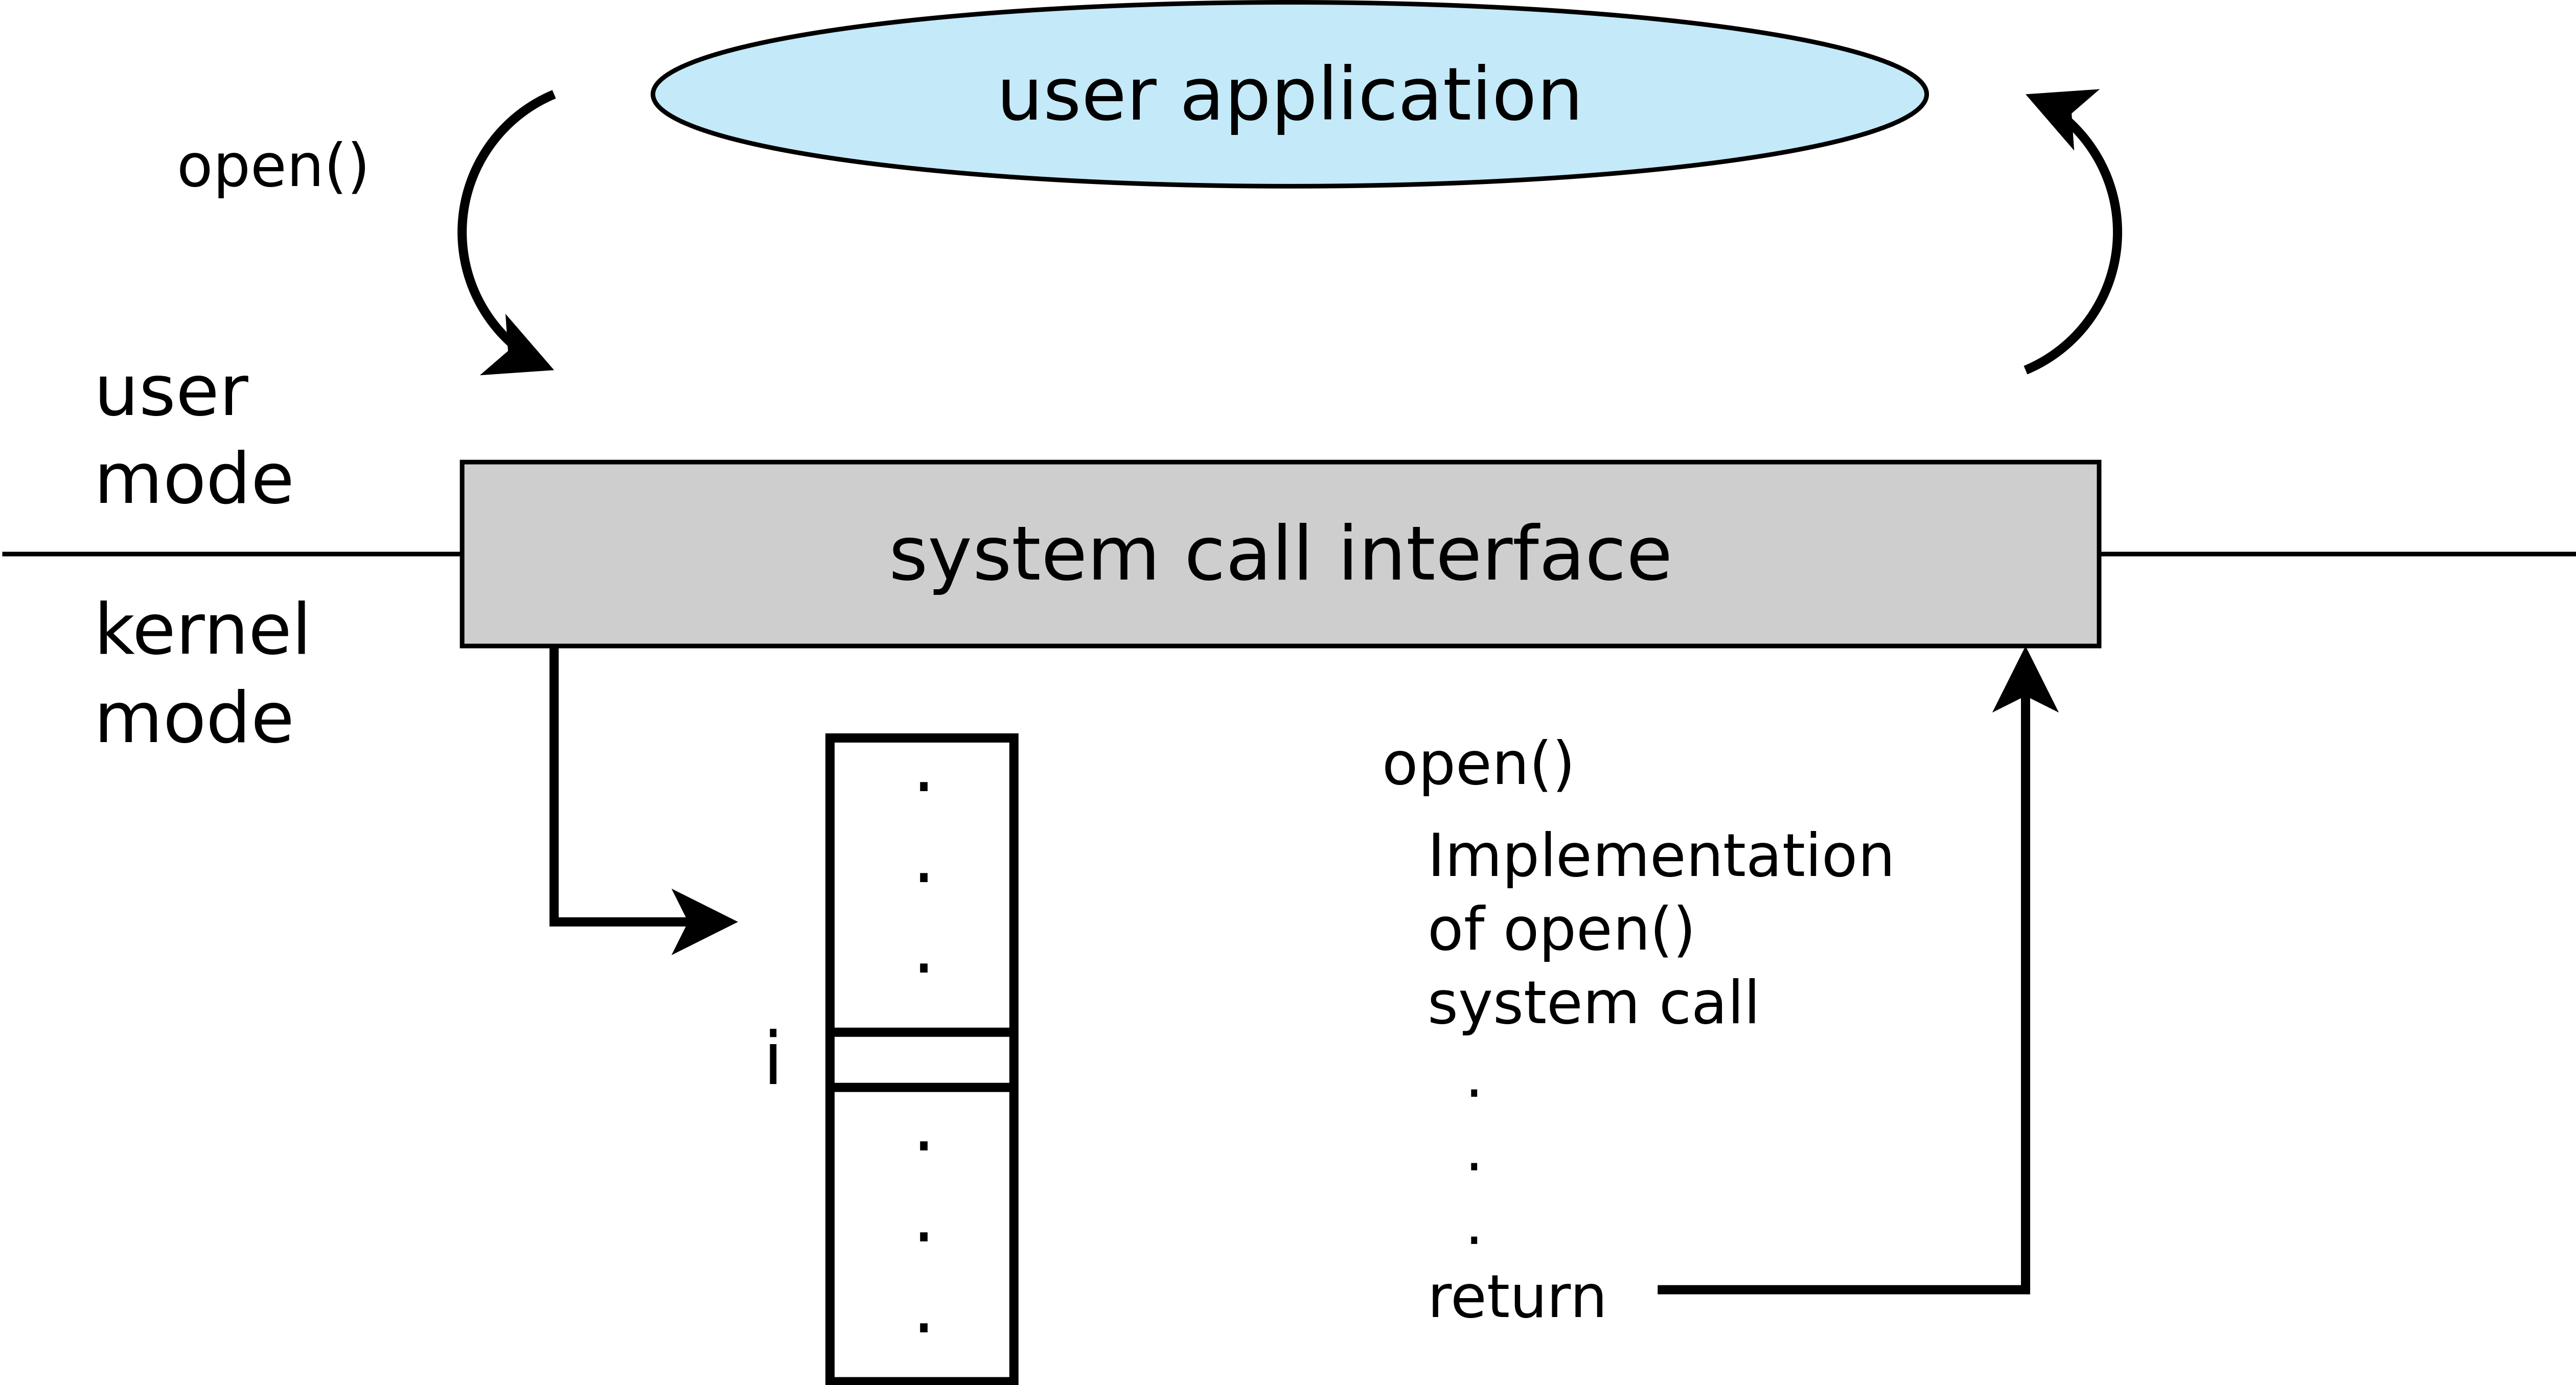 user application
open()
user
mode
system call interface
kernel
mode
open()
Implementation
of open()
system call
i
.
.
.
.
.
.
.
.
.
return